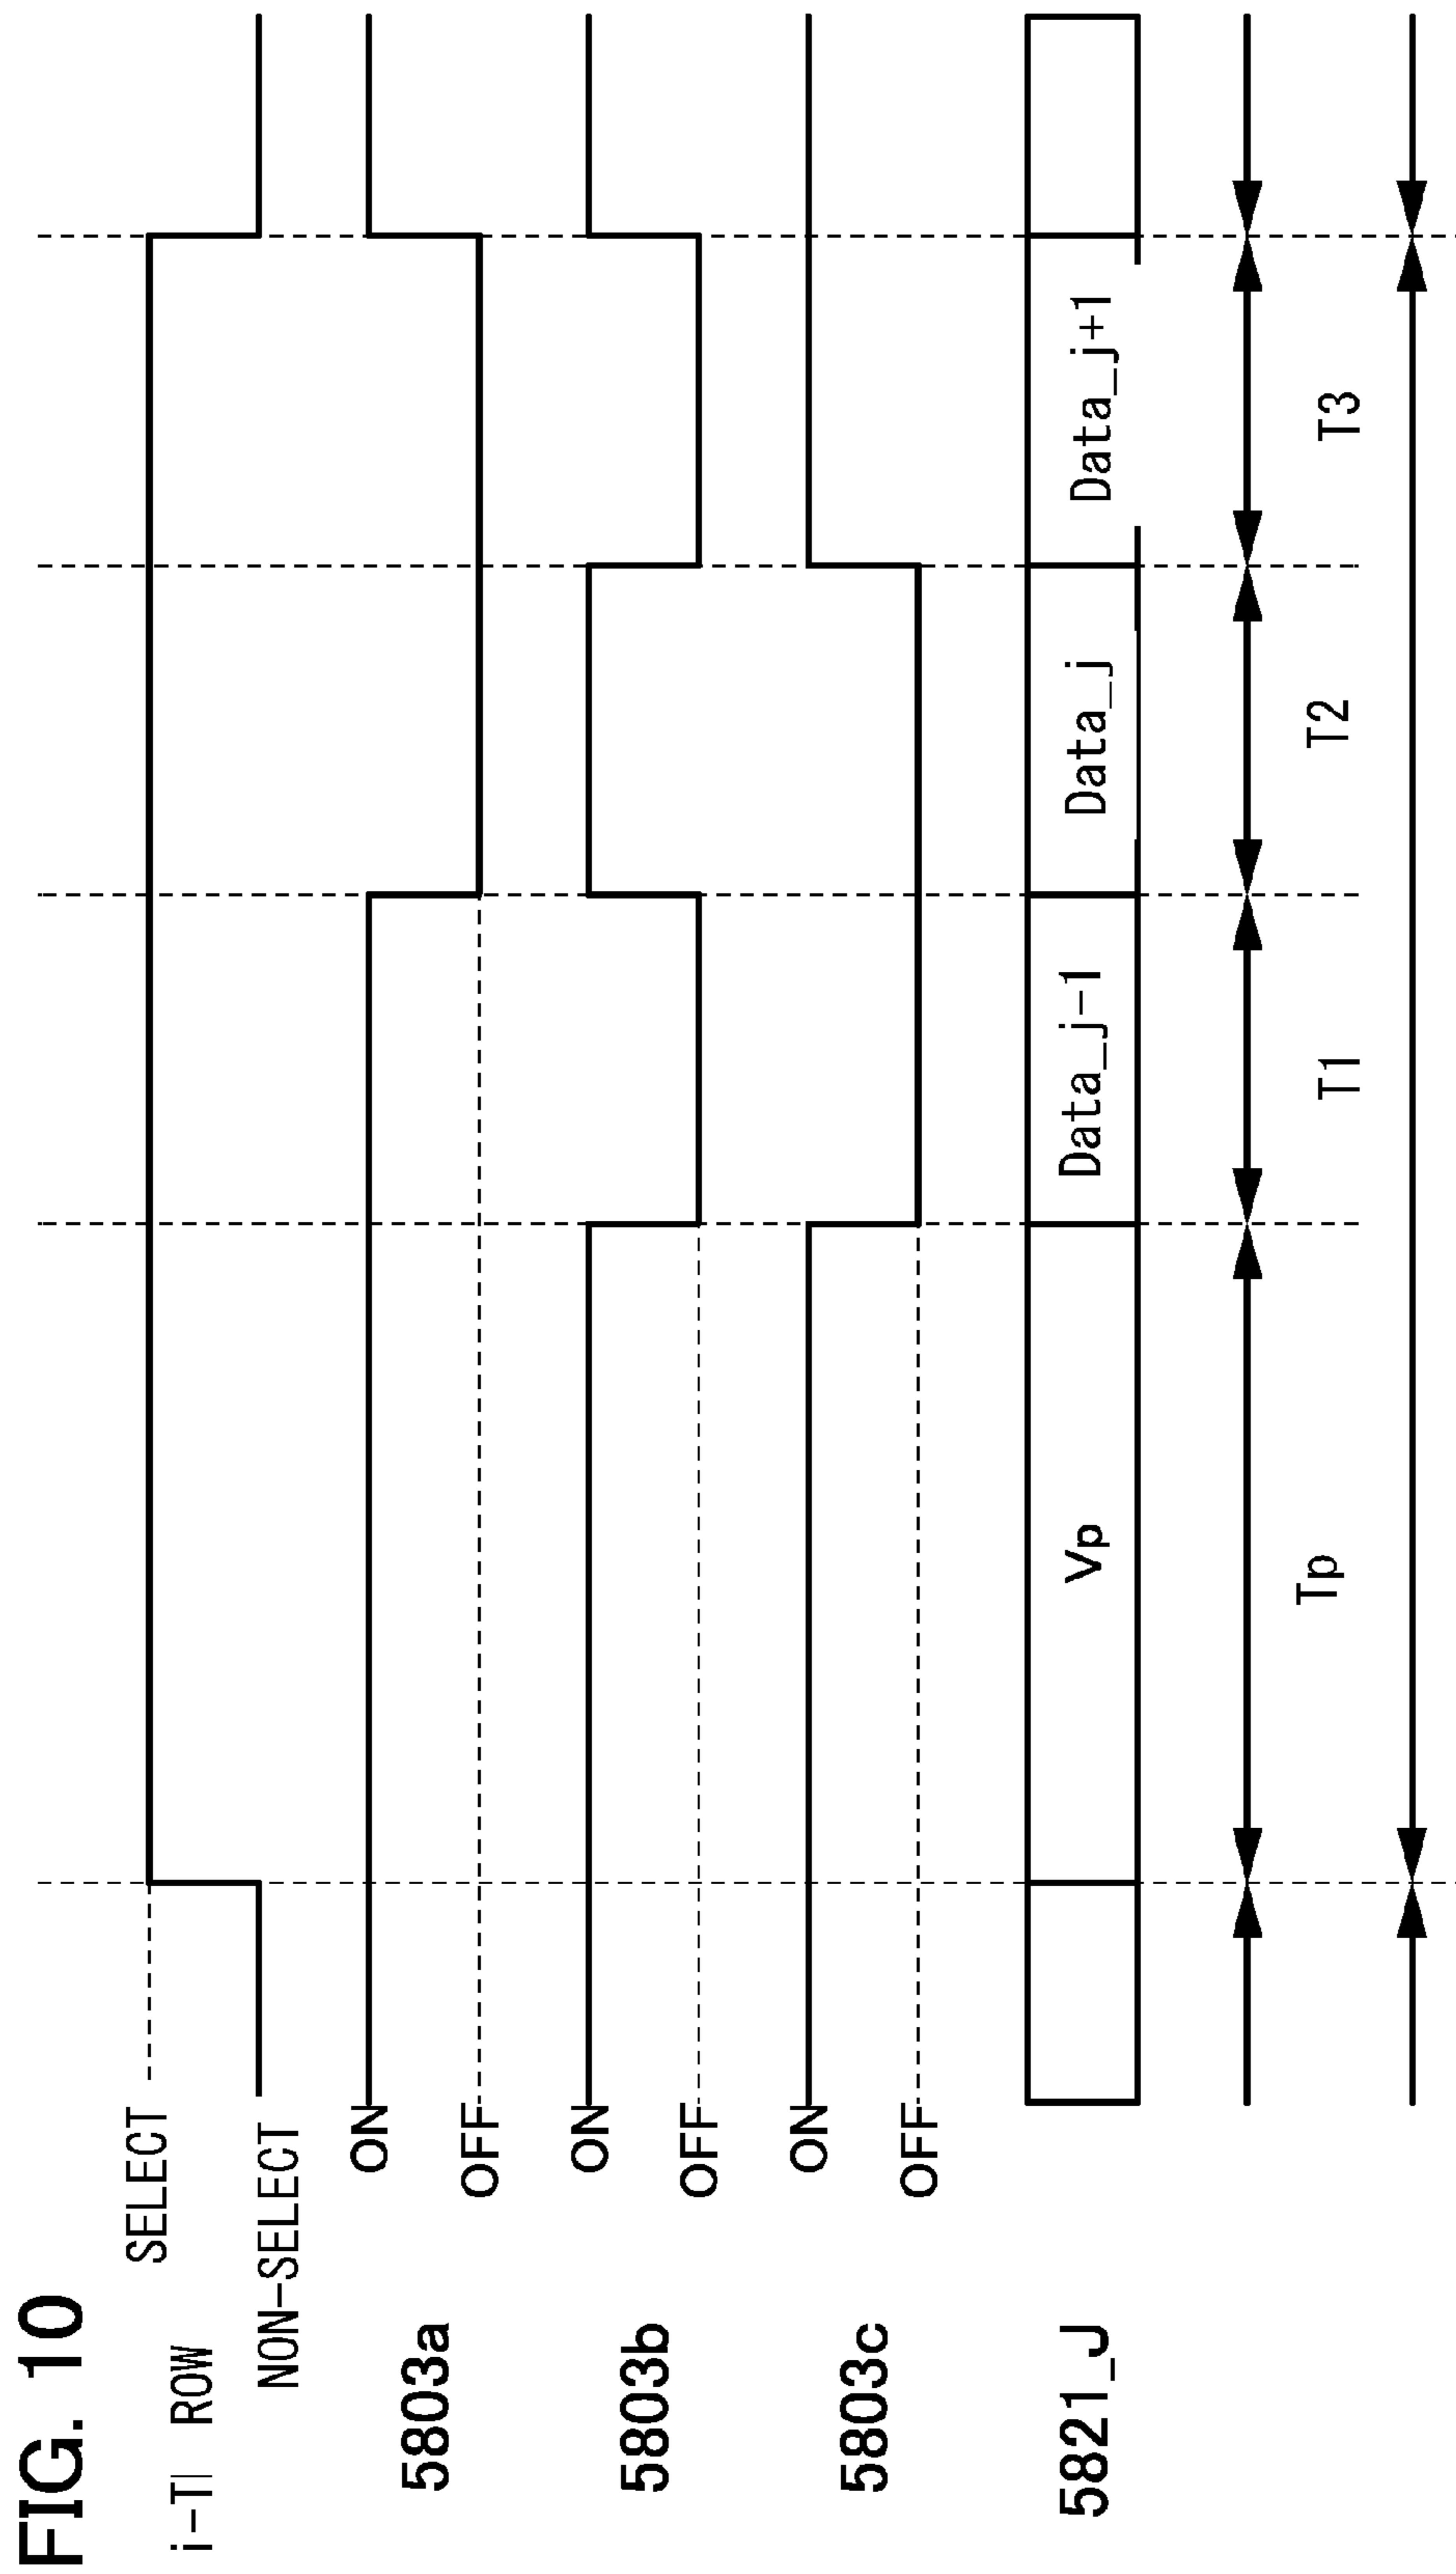 FIG. 10
SELECT
i-TI ROW
NON-SELECT
5803a
ON
OFF
5803b
ON
OFF
5803c
ON
OFF
5821_J
Vp
Data_j-1
Data_j
Data_j+1
Tp
T1
T2
T3